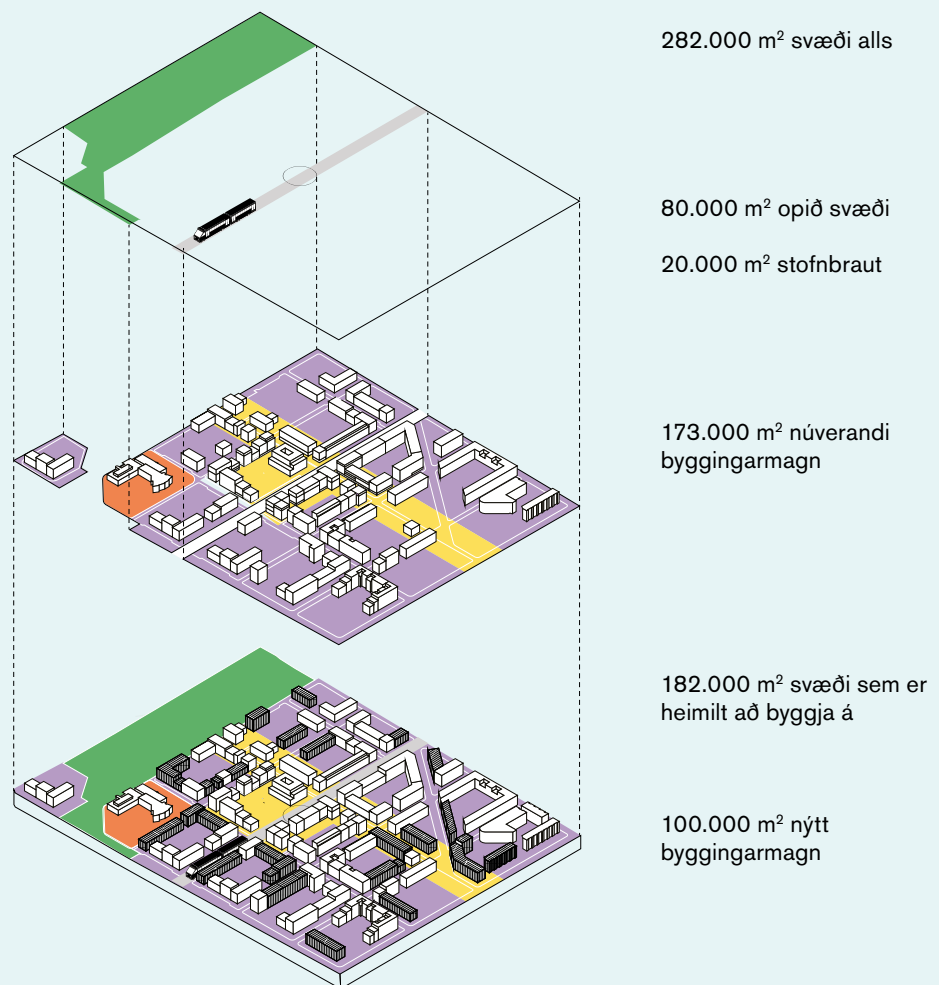 282.000 m² svæði alls
80.000 m² opið svæði
20.000 m² stofnbraut
173.000 m² núverandi
byggingarmagn
182.000 m² svæði sem er
heimilt að byggja á
100.000 m² nýtt
byggingarmagn